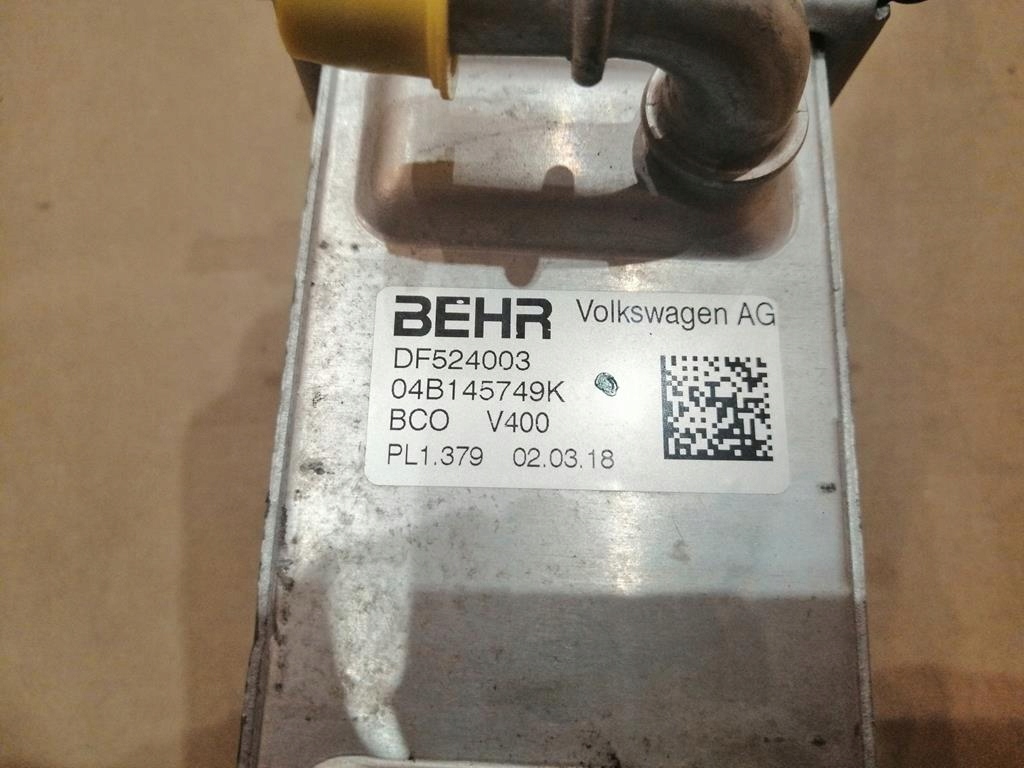 BEHR Volkswagen AG
DF524003
04B145749K
BCO V400
PL1.379 02.03.18